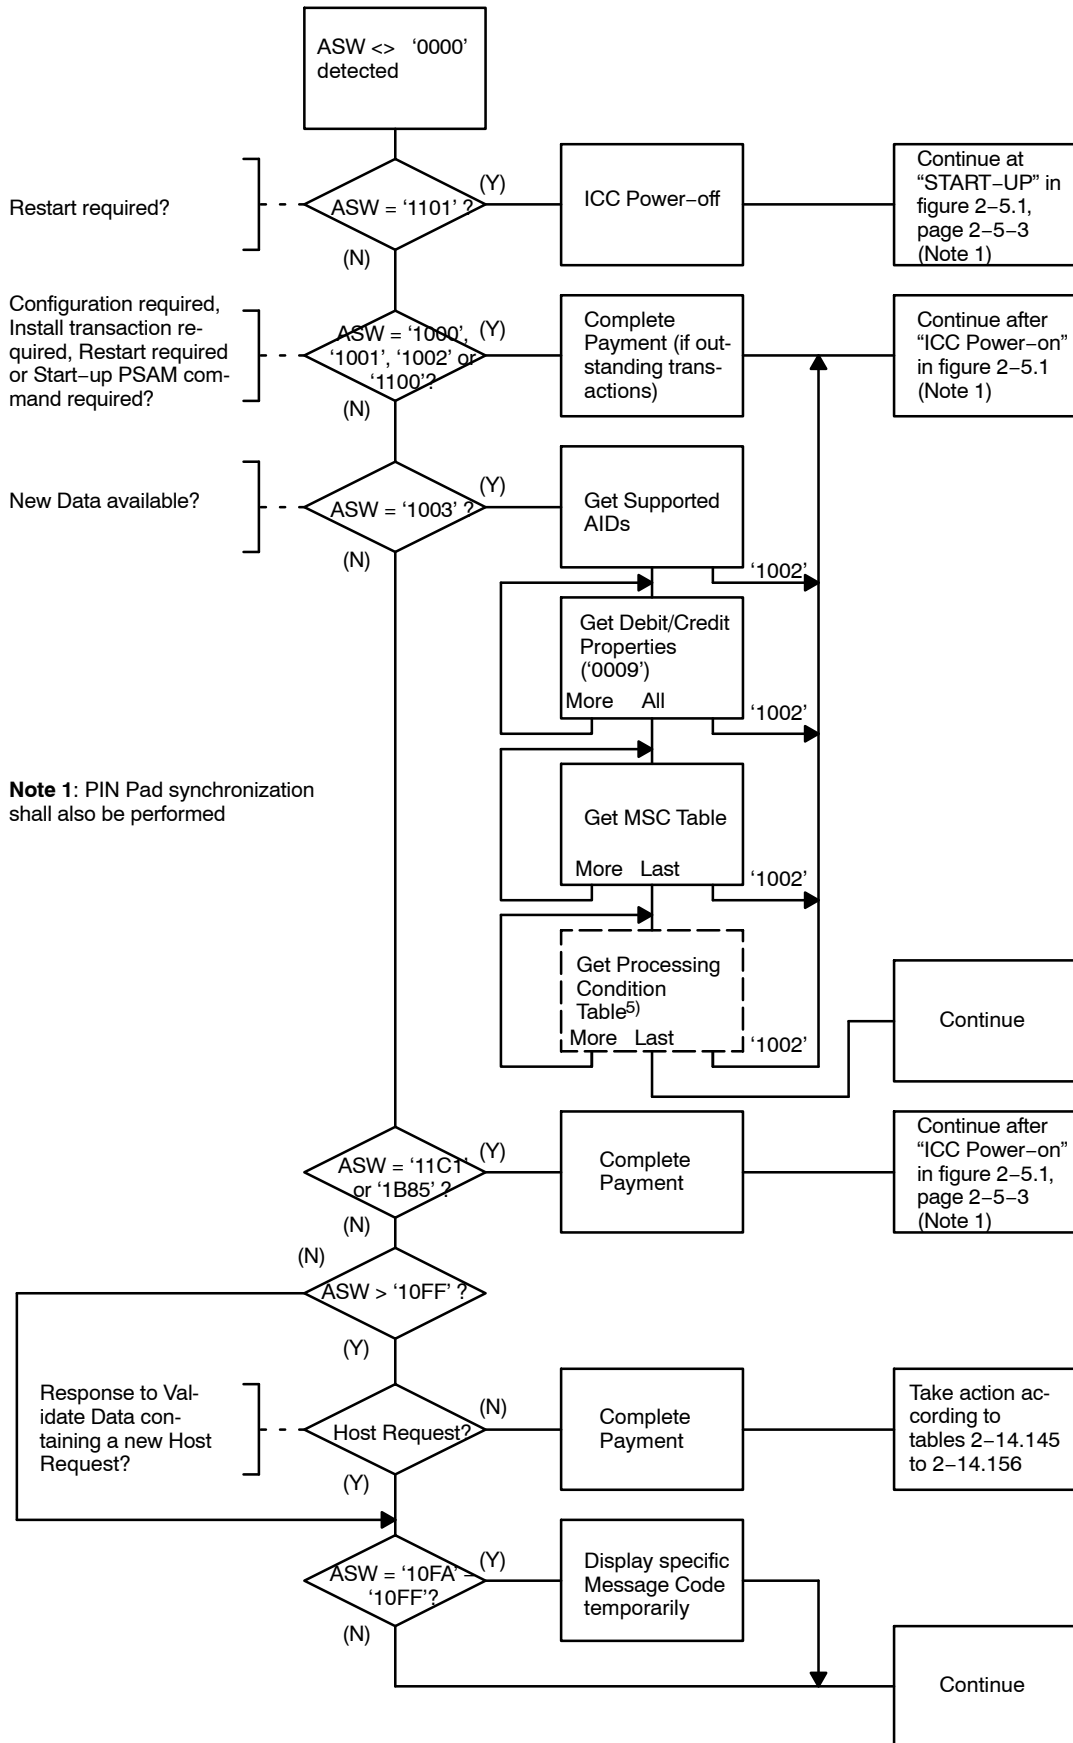 ASW <> ‘0000’
detected
Restart required?
ASW = ‘1101’ ?
(Y)
(N)
ICC Power–off
Continue at
“START–UP” in
figure 2–5.1,
page 2–5–3
(Note 1)
Configuration required,
Install transaction re-
quired, Restart required
or Start–up PSAM com-
mand required?
ASW = ‘1000’,
‘1001’, ‘1002’ or
‘1100’?
(Y)
(N)
Complete
Payment (if out-
standing trans-
actions)
Continue after
“ICC Power–on”
in figure 2–5.1
(Note 1)
New Data available?
ASW = ‘1003’ ?
(Y)
(N)
Get Supported
AIDs
‘1002’
Get Debit/Credit
Properties
(‘0009’)
More All
‘1002’
Note 1: PIN Pad synchronization
shall also be performed
Get MSC Table
More Last
‘1002’
Get Processing
Condition
Table5)
More Last
‘1002’
Continue
ASW = ‘11C1’
or ‘1B85’ ?
(Y)
(N)
Complete
Payment
Continue after
“ICC Power–on”
in figure 2–5.1,
page 2–5–3
(Note 1)
(N)
ASW > ‘10FF’ ?
(Y)
Response to Val-
idate Data con-
taining a new Host
Request?
Host Request?
(N)
(Y)
Complete
Payment
Take action ac-
cording to
tables 2–14.145
to 2–14.156
ASW = ‘10FA’ –
‘10FF’?
(Y)
(N)
Display specific
Message Code
temporarily
Continue